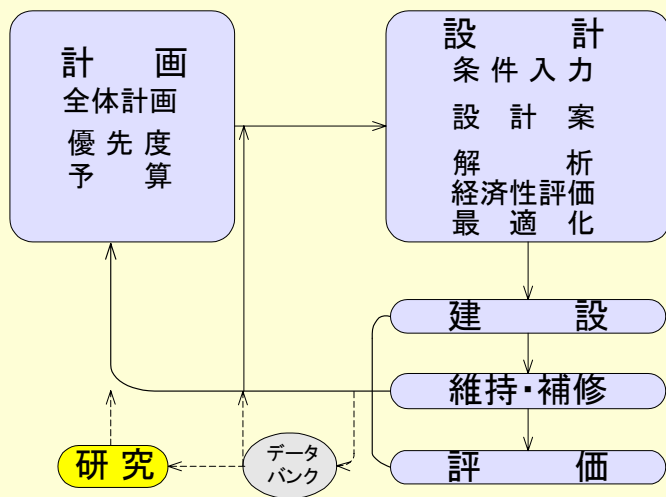 計画
全体計画
優先度
予算
設計
条件入力
設計案
解析
経済性評価
最適化
建設
維持・補修
評価
研究
データ
バンク